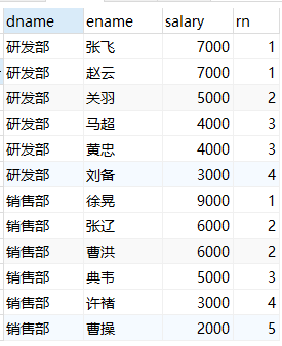 dname ename salary rn
研发部 张飞 7000 1
研发部 赵云 7000 1
研发部 关羽 5000 2
研发部 马超 4000 3
研发部 黄忠 4000 3
研发部 刘备 3000 4
销售部 徐晃 9000 1
销售部 张辽 6000 2
销售部 曹洪 6000 2
销售部 典韦 5000 3
销售部 许褚 3000 4
销售部 曹操 2000 5